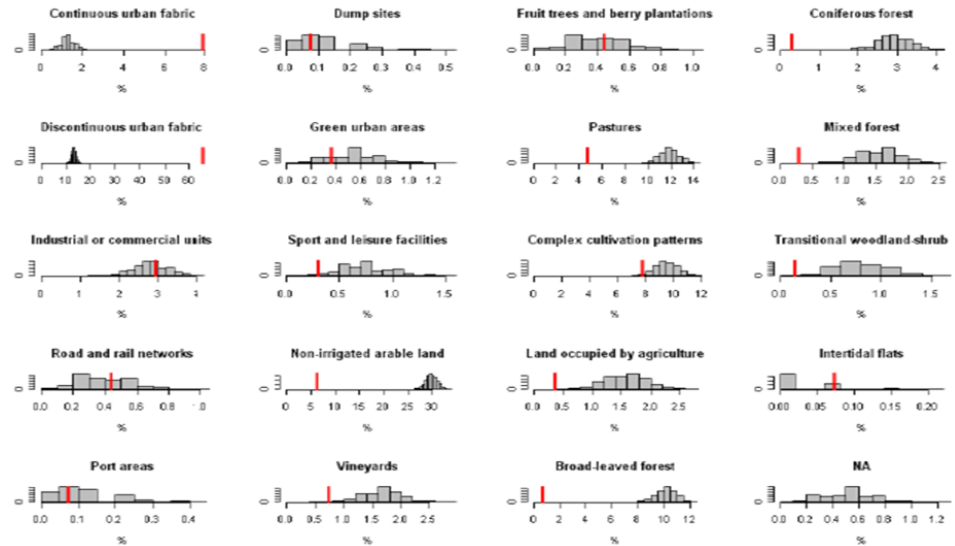 Continuous urban fabric
0 2 4 6 8
%
Dump sites
0.0 0.1 0.2 0.3 0.4 0.5
%
Fruit trees and berry plantations
0.0 0.2 0.4 0.6 0.8 1.0
%
Coniferous forest
0 1 2 3 4
%
Discontinuous urban fabric
0 10 20 30 40 50 60
%
Green urban areas
0.0 0.2 0.4 0.6 0.8 1.0 1.2
%
Pastures
0 2 4 6 8 10 12 14
%
Mixed forest
0.0 0.5 1.0 1.5 2.0 2.5
%
Industrial or commercial units
0 1 2 3 4
%
Sport and leisure facilities
0.0 0.5 1.0 1.5
%
Complex cultivation patterns
0 2 4 6 8 10 12
%
Transitional woodland-shrub
0.0 0.5 1.0 1.5
%
Road and rail networks
0.0 0.2 0.4 0.6 0.8 1.0
%
Non-irrigated arable land
0 5 10 15 20 25 30
%
Land occupied by agriculture
0.0 0.5 1.0 1.5 2.0 2.5
%
Intertidal flats
0.00 0.05 0.10 0.15 0.20
%
Port areas
0.0 0.1 0.2 0.3 0.4
%
Vineyards
0.0 0.5 1.0 1.5 2.0 2.5
%
Broad-leaved forest
0 2 4 6 8 10 12
%
NA
0.0 0.2 0.4 0.6 0.8 1.0 1.2
%